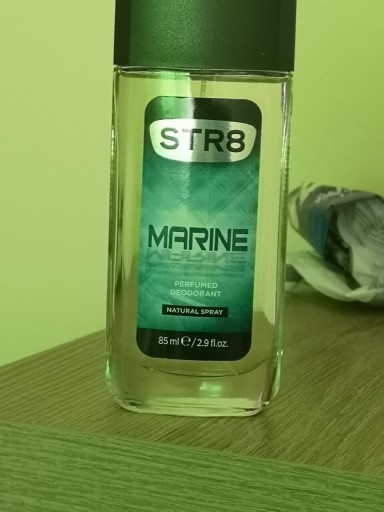 STR8
MARINE
PERFUMED
DEODORANT
NATURAL SPRAY
85 ml ℮/2.9 fl.oz.